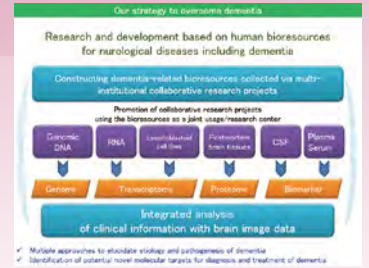 Our strategy to overcome dementia
Research and development based on human bioresources
for nurological diseases including dementia
Constructing dementia-related bioresources collected via multi-
institutional collaborative research projects
Promotion of collaborative research projects
using the bioresources as a joint usage/research center
Genomic
DNA
RNA
Lymphoblastoid
cell lines
Postmortem
brain tissues
CSF
Plasma
Serum
Genome
Transcriptome
Proteome
Biomarker
Integrated analysis
of clinical information with brain image data
✓ Multiple approaches to elucidate etiology and pathogenesis of dementia
✓ Identification of potential novel molecular targets for diagnosis and treatment of dementia